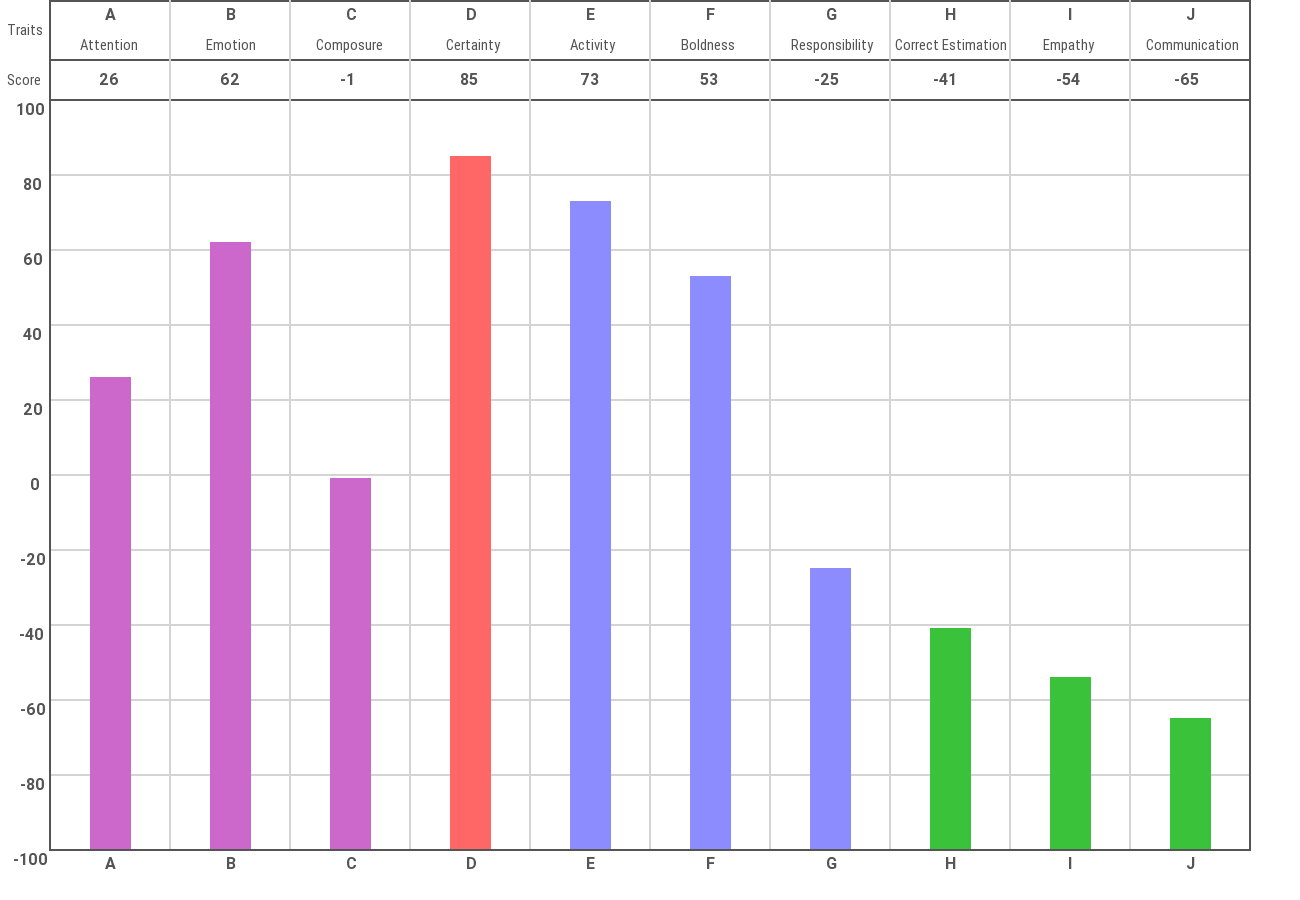 A B C D E F G H I J
Traits
Attention Emotion Composure Certainty Activity Boldness Responsibility Correct Estimation Empathy Communication
Score 26 62 -1 85 73 53 -25 -41 -54 -65
100
80
60
40
20
0
-20
-40
-60
-80
-100
A B C D E F G H I J